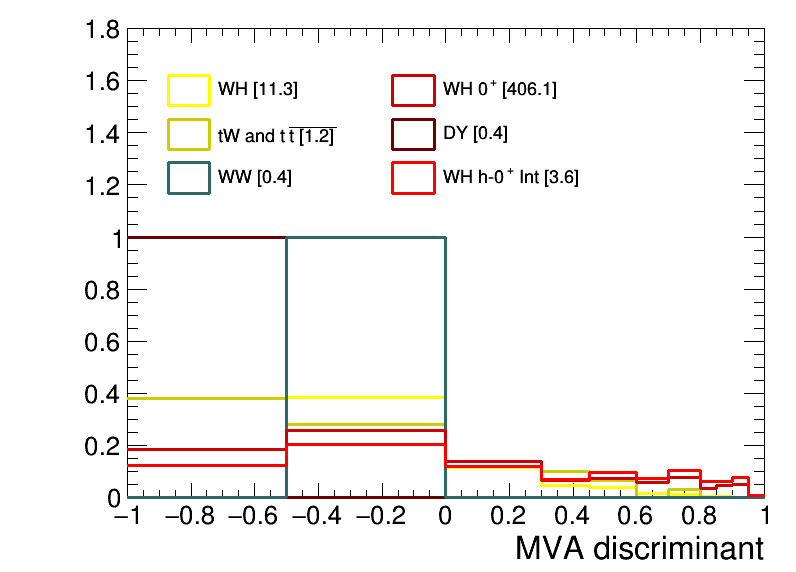 1.8
1.6
WH [11.3] WH 0⁺ [406.1]
1.4
tW and t t̅ [1.2] DY [0.4]
1.2
WW [0.4] WH h-0⁺ Int [3.6]
1
0.8
0.6
0.4
0.2
0
−1 −0.8 −0.6 −0.4 −0.2 0 0.2 0.4 0.6 0.8 1
MVA discriminant